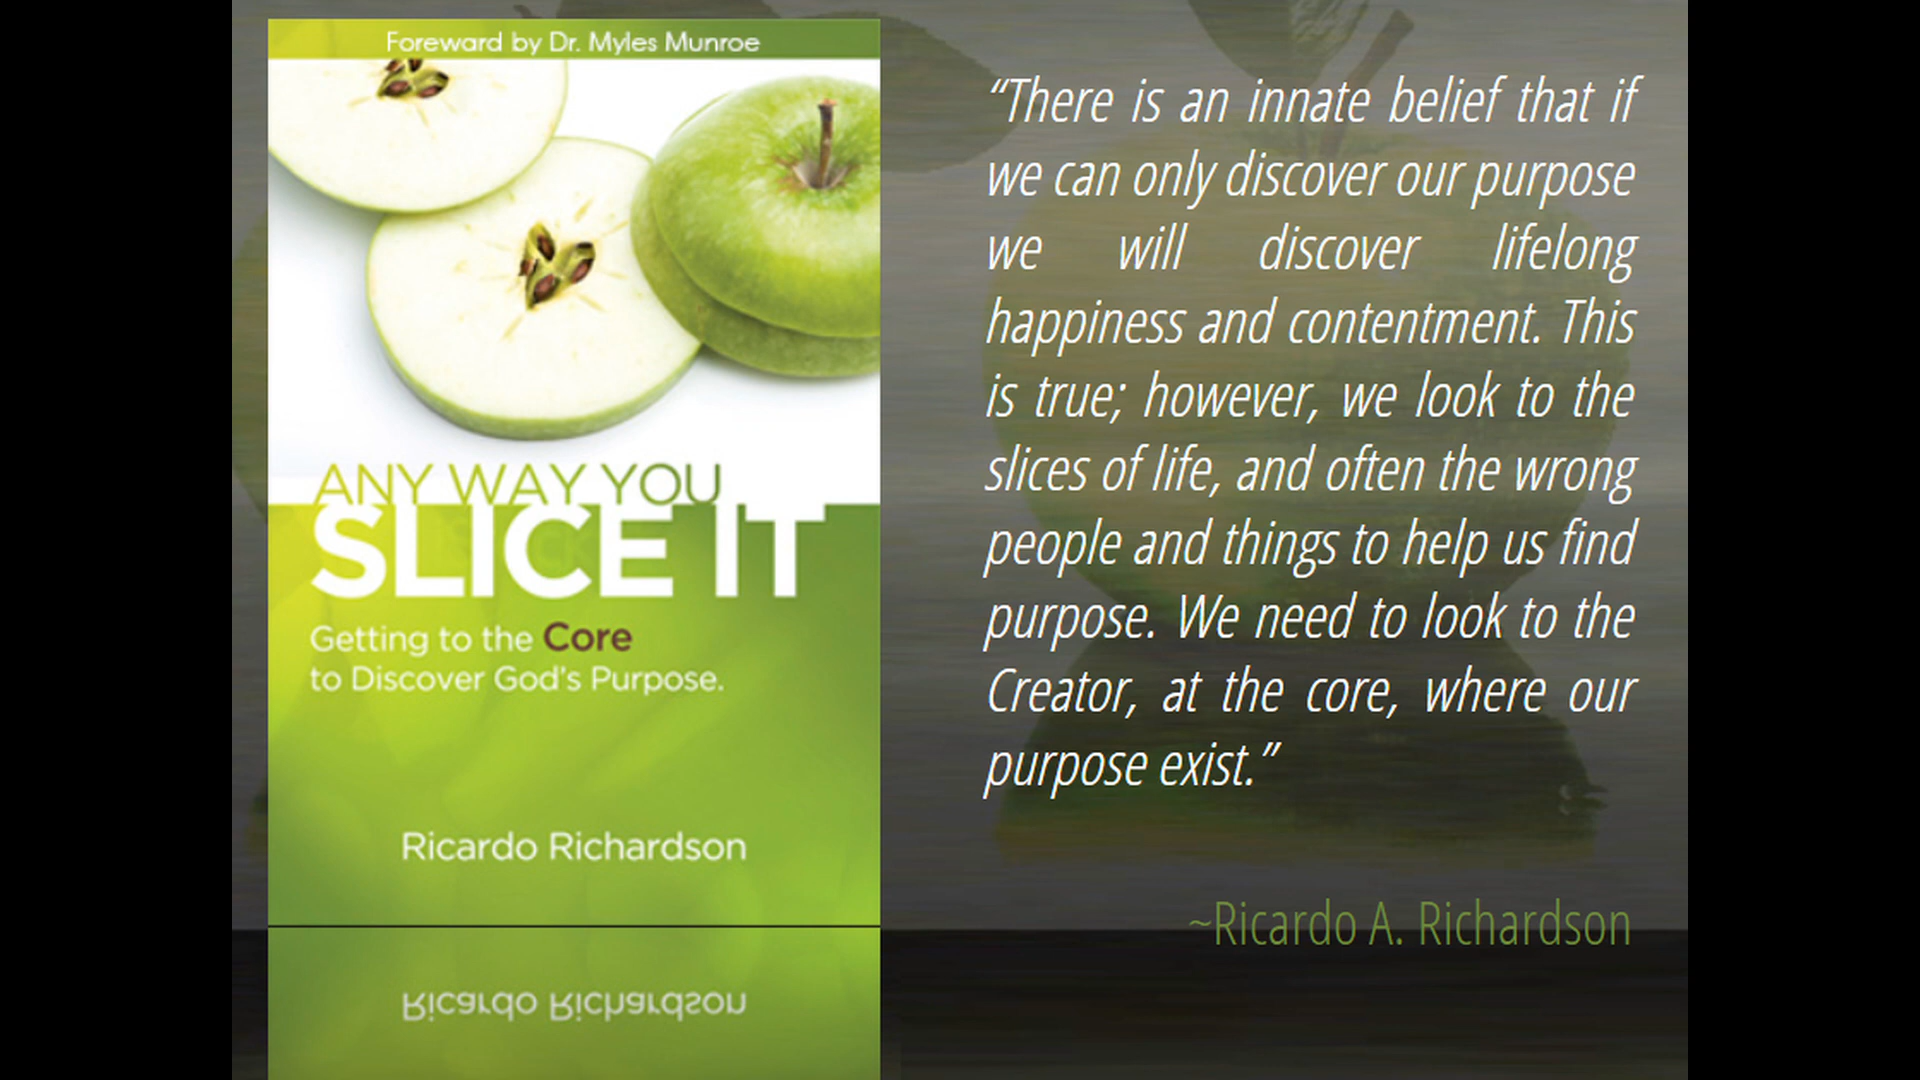 Foreward by Dr. Myles Munroe
ANY WAY YOU
SLICE IT
Getting to the Core
to Discover God's Purpose.
Ricardo Richardson
Ricardo Richardson
“There is an innate belief that if
we can only discover our purpose
we will discover lifelong
happiness and contentment. This
is true; however, we look to the
slices of life, and often the wrong
people and things to help us find
purpose. We need to look to the
Creator, at the core, where our
purpose exist.”
~Ricardo A. Richardson